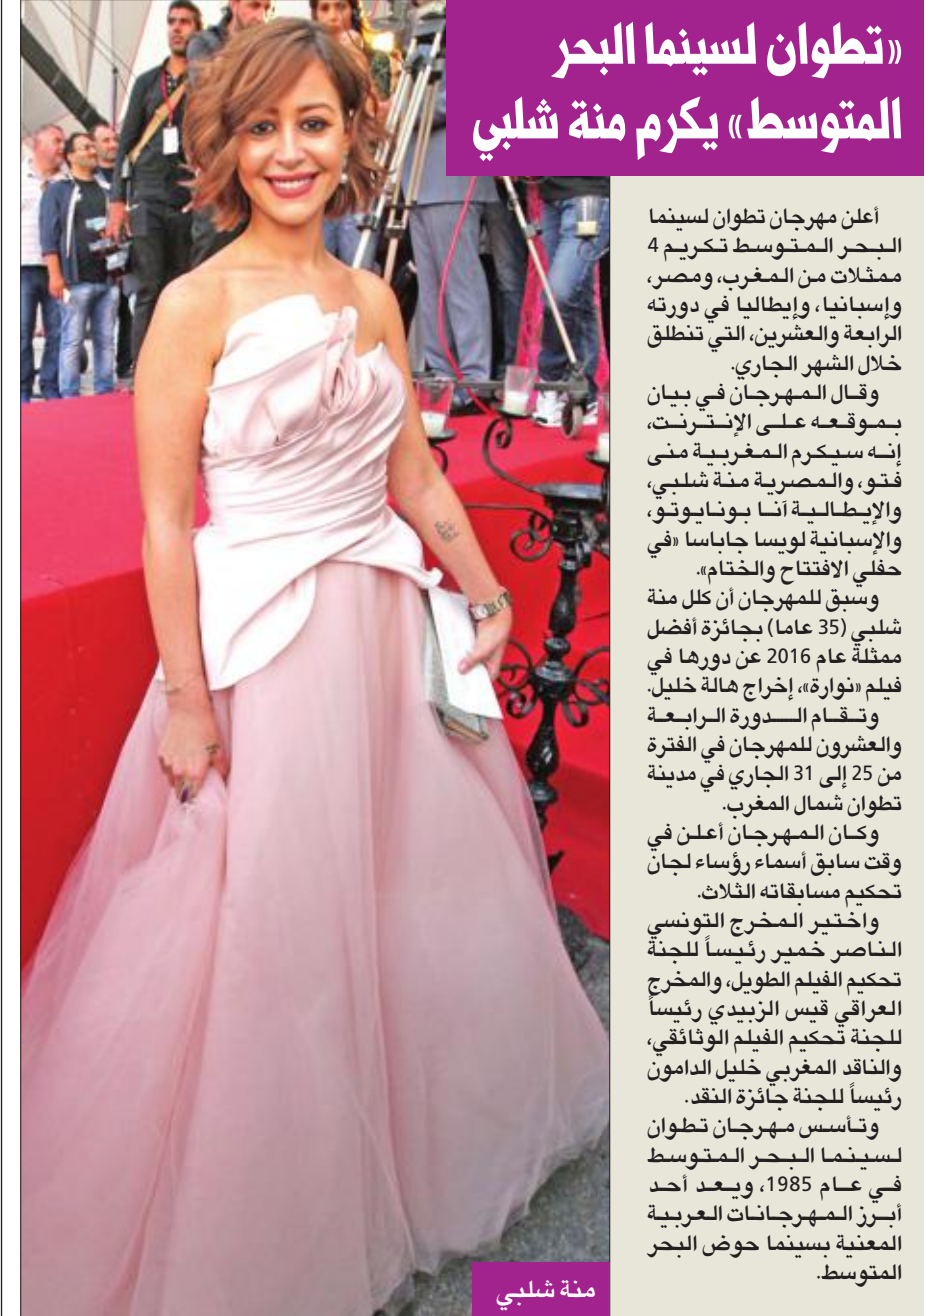 «تطوان لسينما البحر
المتوسط» يكرم منة شلبي
أعلن مهرجان تطوان لسينما
البحر المتوسط تكريم 4
ممثلات من المغرب، ومصر،
وإسبانيا، وإيطاليا في دورته
الرابعة والعشرين، التي تنطلق
خلال الشهر الجاري.
وقال المهرجان في بيان
بموقعه على الإنترنت،
إنه سيكرم المغربية منى
فتو، والمصرية منة شلبي،
والإيطالية آنا بونايوتو،
والإسبانية لويسا جاباسا «في
حفلي الافتتاح والختام».
وسبق للمهرجان أن كلل منة
شلبي (35 عاما) بجائزة أفضل
ممثلة عام 2016 عن دورها في
فيلم «نوارة»، إخراج هالة خليل.
وتقام الدورة الرابعة
والعشرون للمهرجان في الفترة
من 25 إلى 31 الجاري في مدينة
تطوان شمال المغرب.
وكان المهرجان أعلن في
وقت سابق أسماء رؤساء لجان
تحكيم مسابقاته الثلاث.
واختير المخرج التونسي
الناصر خمير رئيساً للجنة
تحكيم الفيلم الطويل، والمخرج
العراقي قيس الزبيدي رئيساً
للجنة تحكيم الفيلم الوثائقي،
والناقد المغربي خليل الدامون
رئيساً للجنة جائزة النقد.
وتأسس مهرجان تطوان
لسينما البحر المتوسط
في عام 1985، ويعد أحد
أبرز المهرجانات العربية
المعنية بسينما حوض البحر
المتوسط.
منة شلبي